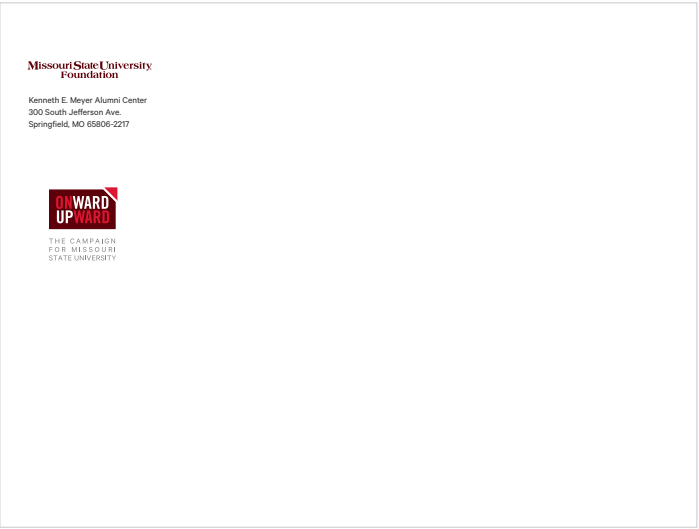 Missouri State University
Foundation
Kenneth E. Meyer Alumni Center
300 South Jefferson Ave.
Springfield, MO 65806-2217
ONWARD
UPWARD
THE CAMPAIGN
FOR MISSOURI
STATE UNIVERSITY